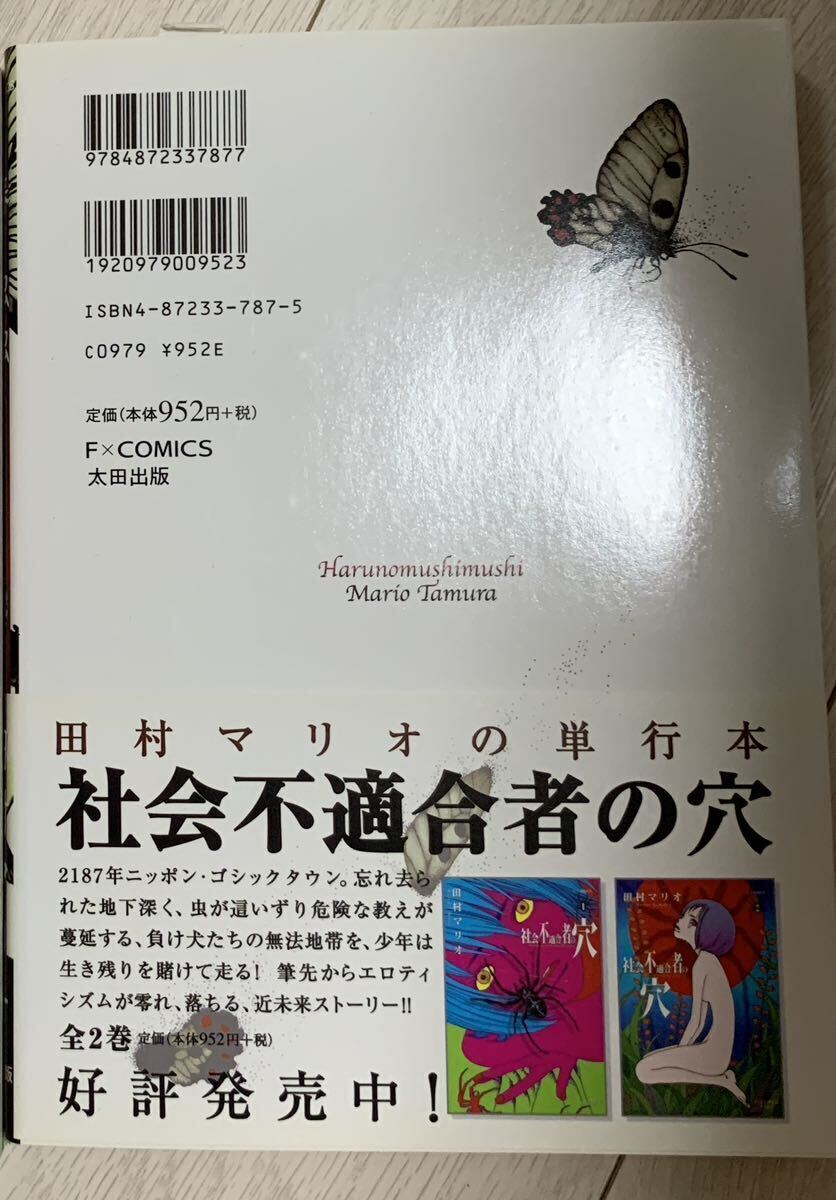 9784872337877
1920979009523
ISBN4-87233-787-5
C0979 ¥952E
定価(本体952円+税)
F×COMICS
太田出版
Harunomushimushi
Mario Tamura
田村マリオの単行本
社会不適合者の穴
2187年ニッポン・ゴシックタウン。忘れ去ら
れた地下深く、虫が這いずり危険な教えが
蔓延する、負け犬たちの無法地帯を、少年は
生き残りを賭けて走る! 筆先からエロティ
シズムが零れ、落ちる、近未来ストーリー!!
全2巻 定価(本体952円+税)
好評発売中!
田村マリオ
社会不適合者の穴
1
田村マリオ
社会不適合者の
穴